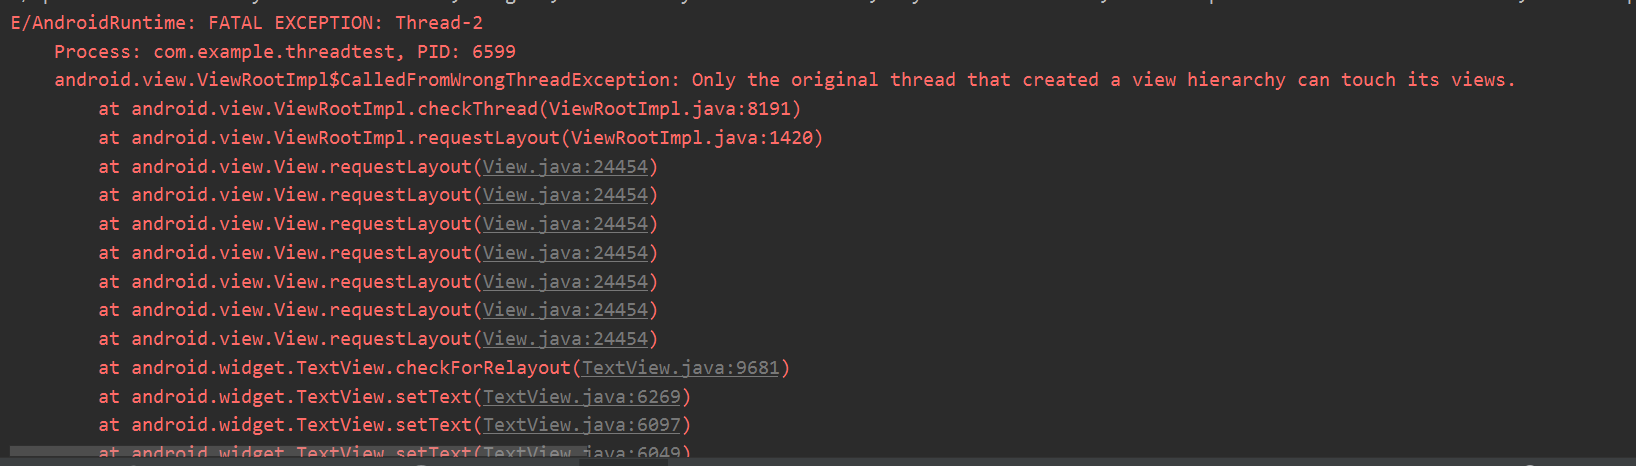 E/AndroidRuntime: FATAL EXCEPTION: Thread-2
Process: com.example.threadtest, PID: 6599
android.view.ViewRootImpl$CalledFromWrongThreadException: Only the original thread that created a view hierarchy can touch its views.
at android.view.ViewRootImpl.checkThread(ViewRootImpl.java:8191)
at android.view.ViewRootImpl.requestLayout(ViewRootImpl.java:1420)
at android.view.View.requestLayout(View.java:24454)
at android.view.View.requestLayout(View.java:24454)
at android.view.View.requestLayout(View.java:24454)
at android.view.View.requestLayout(View.java:24454)
at android.view.View.requestLayout(View.java:24454)
at android.view.View.requestLayout(View.java:24454)
at android.view.View.requestLayout(View.java:24454)
at android.widget.TextView.checkForRelayout(TextView.java:9681)
at android.widget.TextView.setText(TextView.java:6269)
at android.widget.TextView.setText(TextView.java:6097)
at android.widget.TextView.setText(TextView.java:6049)